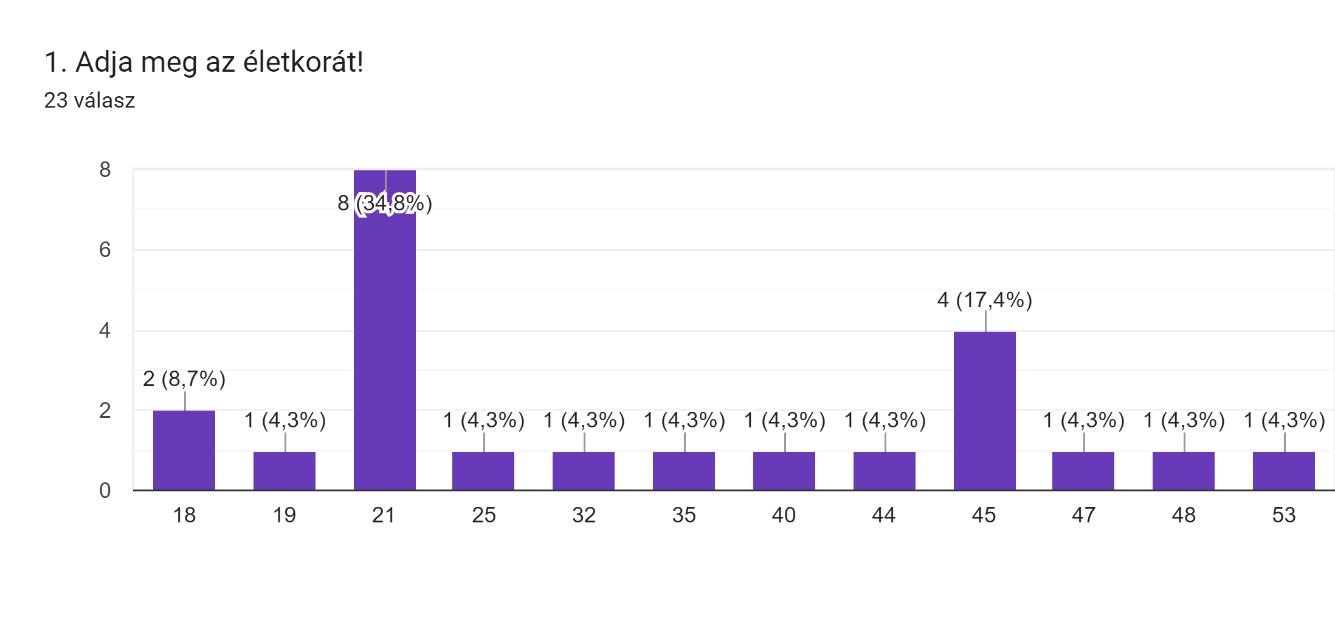 1. Adja meg az életkorát!
23 válasz
8
8 (34,8%)
6
4 (17,4%)
4
2 (8,7%)
2
1 (4,3%) 1 (4,3%) 1 (4,3%) 1 (4,3%) 1 (4,3%) 1 (4,3%) 1 (4,3%) 1 (4,3%) 1 (4,3%)
0
18 19 21 25 32 35 40 44 45 47 48 53